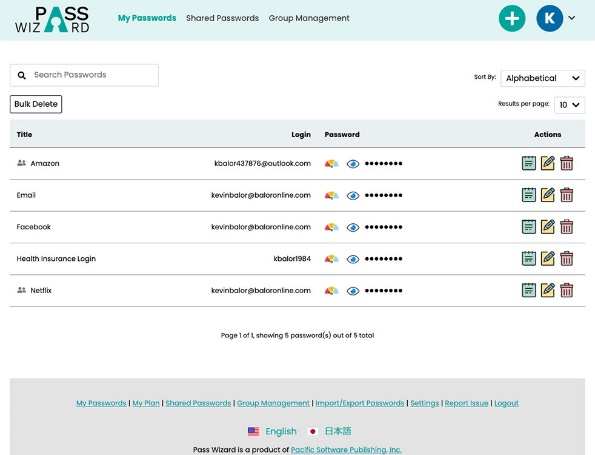 PASS
WIZARD
My Passwords Shared Passwords Group Management
K
Search Passwords
Sort By: Alphabetical
Bulk Delete
Results per page: 10
Title Login Password Actions
Amazon kbalor437876@outlook.com ••••••••
Email kevinbalor@baloronline.com ••••••••
Facebook kevinbalor@baloronline.com ••••••••
Health Insurance Login kbalor1984 ••••••••
Netflix kevinbalor@baloronline.com ••••••••
Page 1 of 1, showing 5 password(s) out of 5 total
My Passwords | My Plan | Shared Passwords | Group Management | Import/Export Passwords | Settings | Report Issue | Logout
English 日本語
Pass Wizard is a product of Pacific Software Publishing, Inc.